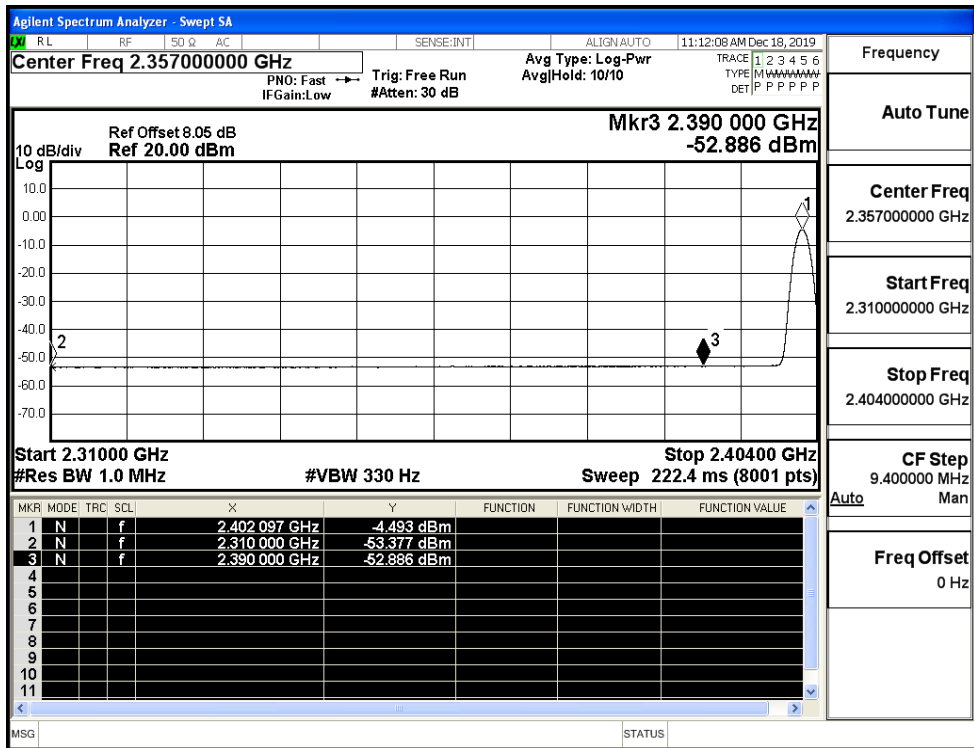 Agilent Spectrum Analyzer - Swept SA
LXI RL RF 50 Ω AC SENSE:INT ALIGN AUTO 11:12:08 AM Dec 18, 2019
Center Freq 2.357000000 GHz
PNO: Fast
IFGain:Low
Trig: Free Run
#Atten: 30 dB
Avg Type: Log-Pwr
Avg|Hold: 10/10
TRACE 1 2 3 4 5 6
TYPE M WWWWW
DET P P P P P P
Mkr3 2.390 000 GHz
-52.886 dBm
Ref Offset 8.05 dB
10 dB/div Ref 20.00 dBm
Log
10.0
0.00
-10.0
-20.0
-30.0
-40.0
-50.0
-60.0
-70.0
1
2
3
Start 2.31000 GHz Stop 2.40400 GHz
#Res BW 1.0 MHz #VBW 330 Hz Sweep 222.4 ms (8001 pts)
MKR MODE TRC SCL X Y FUNCTION FUNCTION WIDTH FUNCTION VALUE
1 N f 2.402 097 GHz -4.493 dBm
2 N f 2.310 000 GHz -53.377 dBm
3 N f 2.390 000 GHz -52.886 dBm
4
5
6
7
8
9
10
11
MSG STATUS
Frequency
Auto Tune
Center Freq
2.357000000 GHz
Start Freq
2.310000000 GHz
Stop Freq
2.404000000 GHz
CF Step
9.400000 MHz
Auto Man
Freq Offset
0 Hz